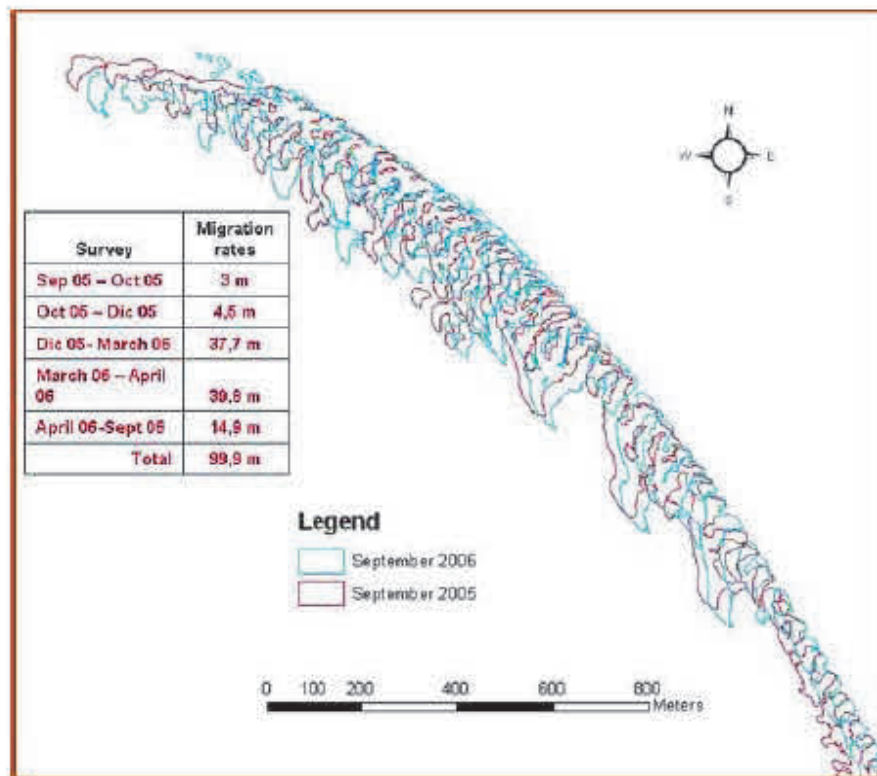 N
W E
S
Survey
Migration
rates
Sep 05 – Oct 05
3 m
Oct 05 – Dic 05
4,5 m
Dic 05- March 06
37,7 m
March 06 – April
06
39,8 m
April 06-Sept 06
14,9 m
Total
99,9 m
Legend
September 2006
September 2005
0 100 200 400 600 800
Meters